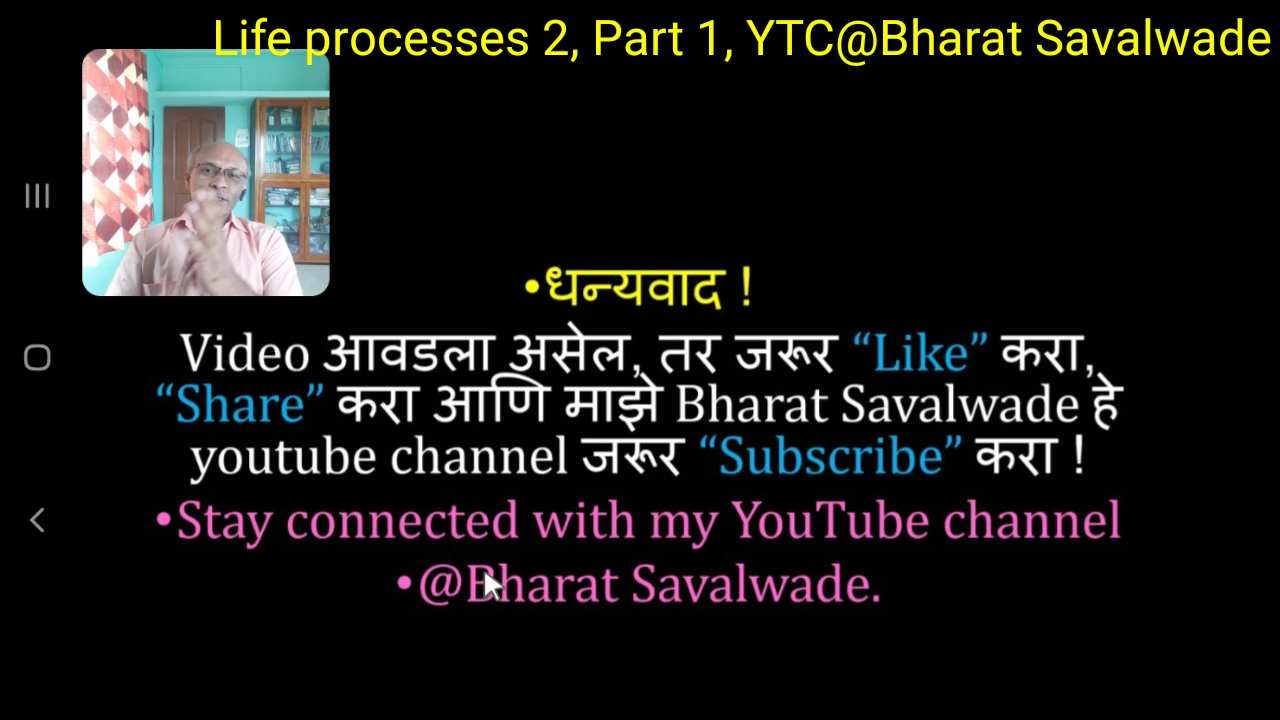 Life processes 2, Part 1, YTC@Bharat Savalwade
•धन्यवाद !
Video आवडला असेल, तर जरूर “Like” करा,
“Share” करा आणि माझे Bharat Savalwade हे
youtube channel जरूर “Subscribe” करा !
•Stay connected with my YouTube channel
•@Bharat Savalwade.